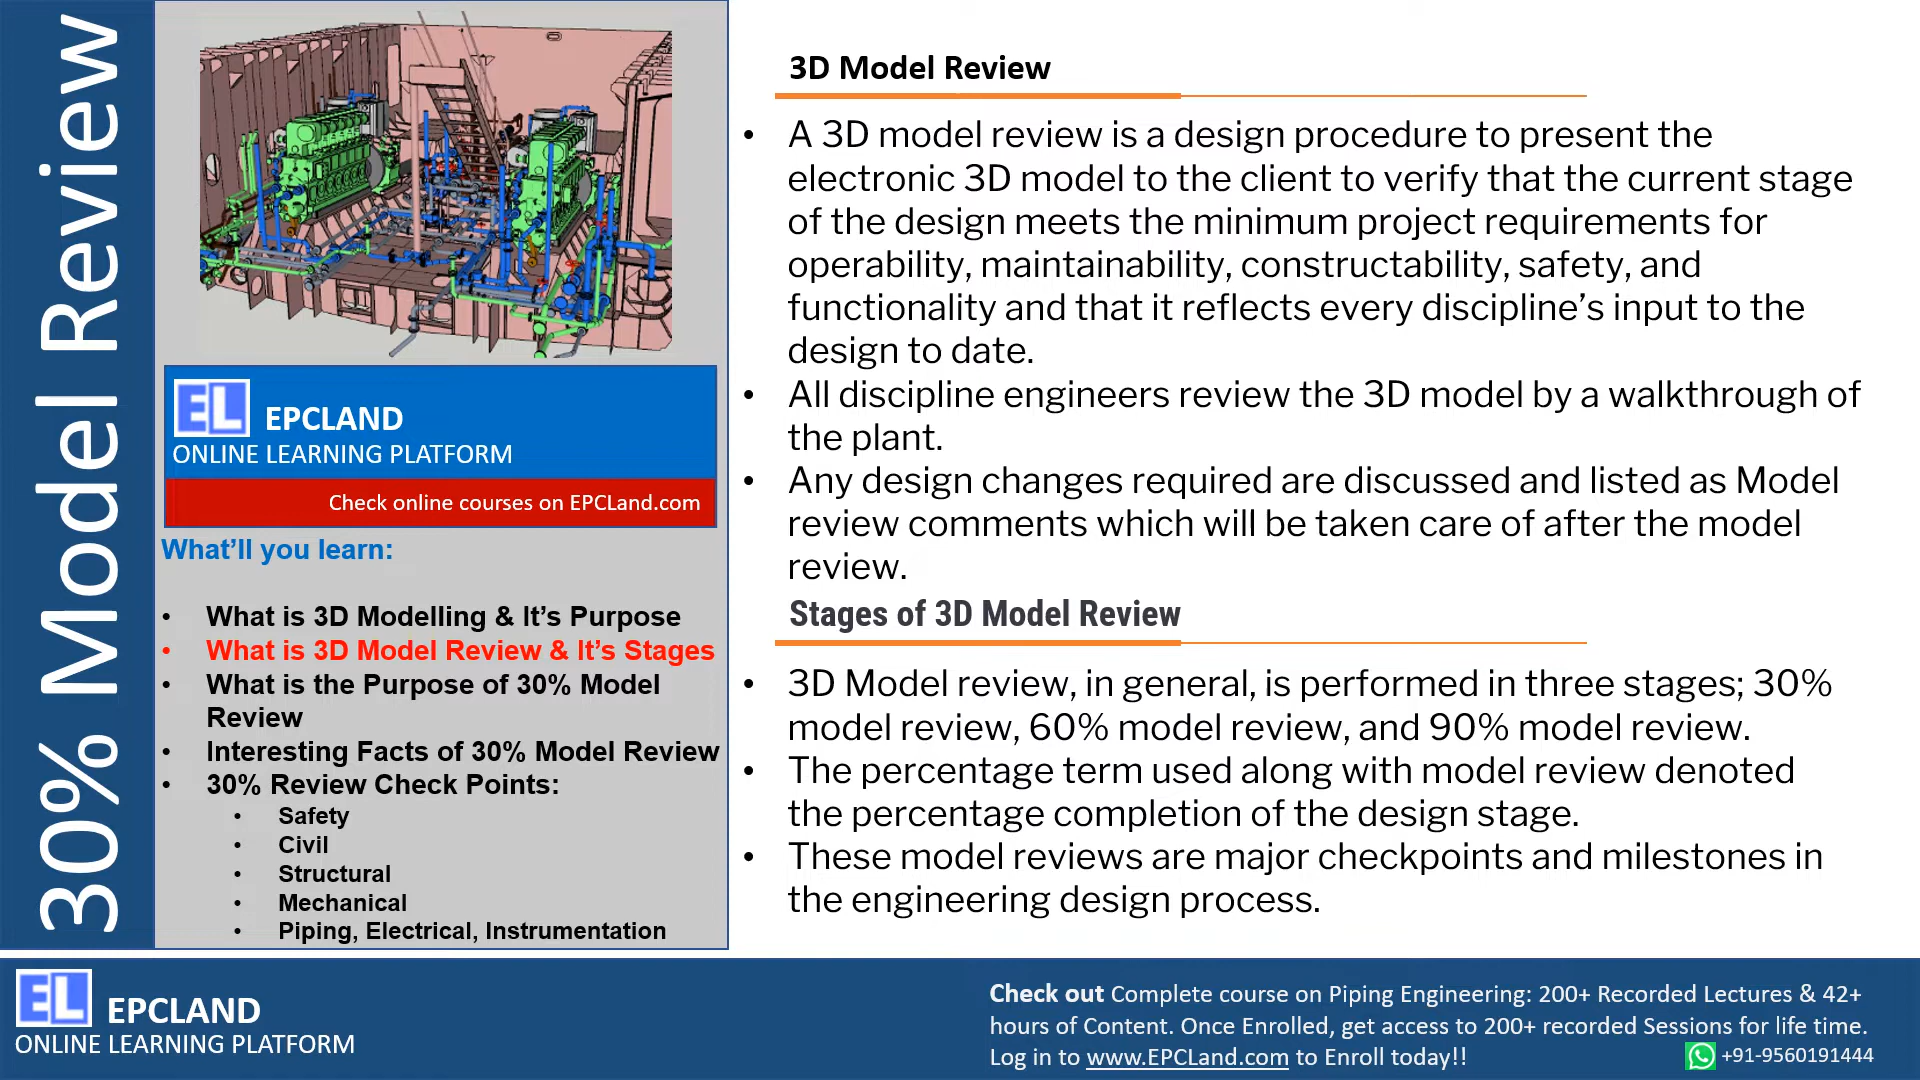 30% Model Review
EL EPCLAND
ONLINE LEARNING PLATFORM
Check online courses on EPCLand.com
What’ll you learn:
• What is 3D Modelling & It’s Purpose
• What is 3D Model Review & It’s Stages
• What is the Purpose of 30% Model
Review
• Interesting Facts of 30% Model Review
• 30% Review Check Points:
• Safety
• Civil
• Structural
• Mechanical
• Piping, Electrical, Instrumentation
3D Model Review
• A 3D model review is a design procedure to present the
electronic 3D model to the client to verify that the current stage
of the design meets the minimum project requirements for
operability, maintainability, constructability, safety, and
functionality and that it reflects every discipline’s input to the
design to date.
• All discipline engineers review the 3D model by a walkthrough of
the plant.
• Any design changes required are discussed and listed as Model
review comments which will be taken care of after the model
review.
Stages of 3D Model Review
• 3D Model review, in general, is performed in three stages; 30%
model review, 60% model review, and 90% model review.
• The percentage term used along with model review denoted
the percentage completion of the design stage.
• These model reviews are major checkpoints and milestones in
the engineering design process.
EL EPCLAND
ONLINE LEARNING PLATFORM
Check out Complete course on Piping Engineering: 200+ Recorded Lectures & 42+
hours of Content. Once Enrolled, get access to 200+ recorded Sessions for life time.
Log in to www.EPCLand.com to Enroll today!!
+91-9560191444